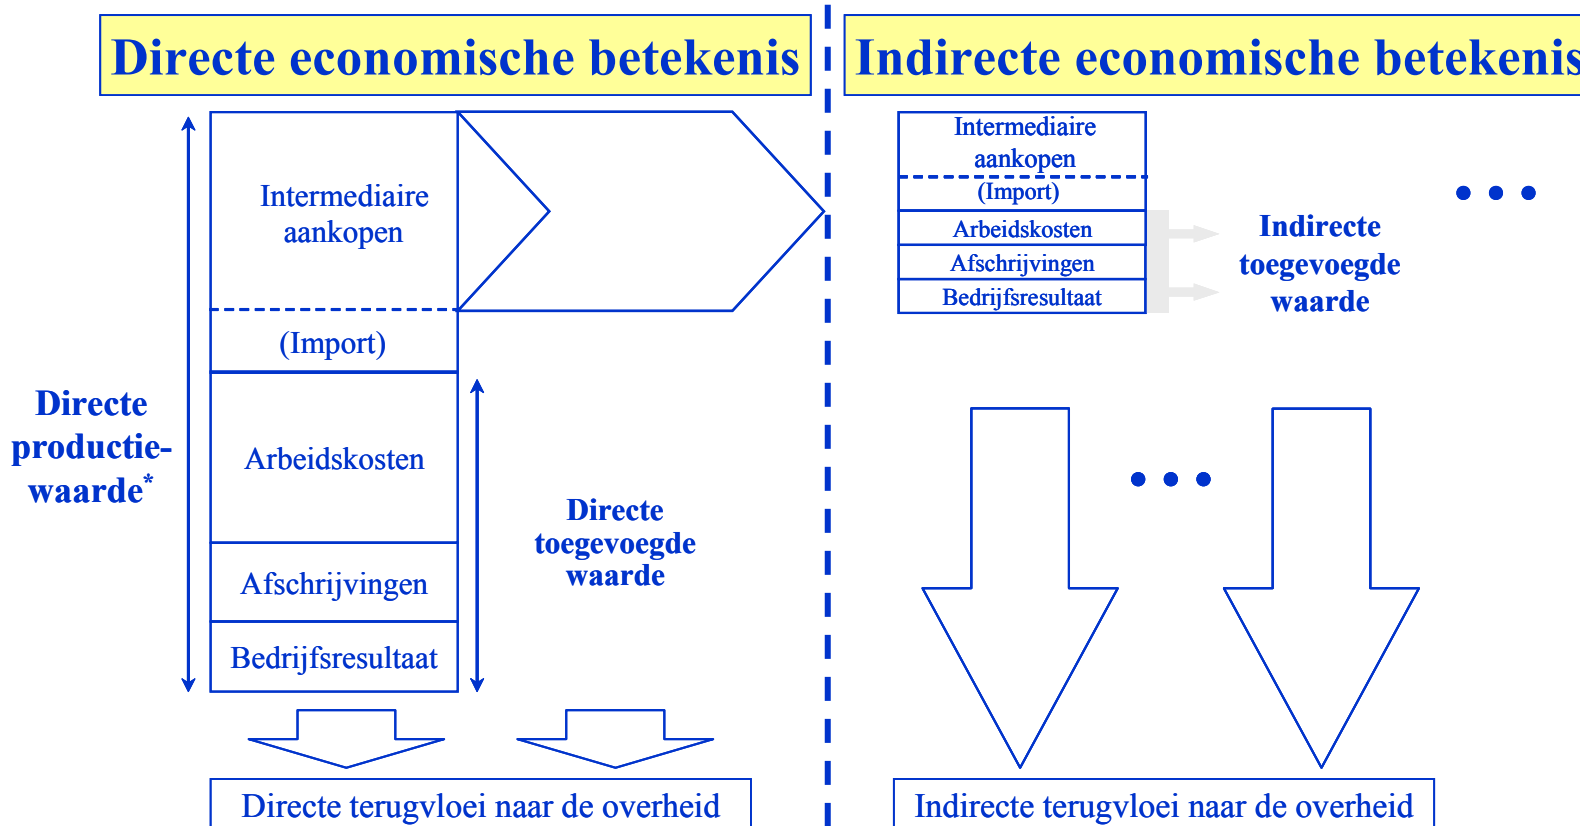 Directe economische betekenis
Indirecte economische betekenis
Intermediaire
aankopen
(Import)
Arbeidskosten
Afschrijvingen
Bedrijfsresultaat
Directe
productie-
waarde*
Directe
toegevoegde
waarde
Directe terugvloei naar de overheid
Intermediaire
aankopen
(Import)
Arbeidskosten
Afschrijvingen
Bedrijfsresultaat
Indirecte
toegevoegde
waarde
Indirecte terugvloei naar de overheid